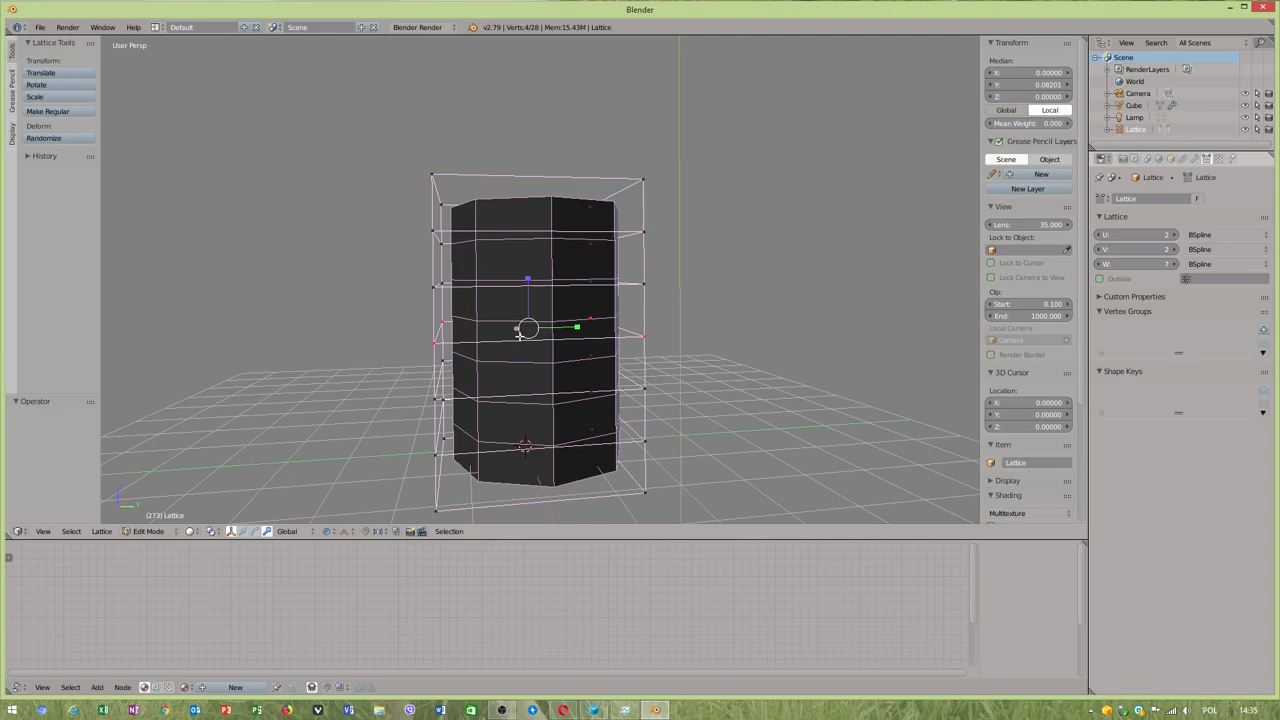 Blender
File Render Window Help Default Scene Blender Render v2.79 | Verts:4/28 | Mem:15.43M | Lattice
Tools
Grease Pencil
Display
Lattice Tools
Transform:
Translate
Rotate
Scale
Make Regular
Deform:
Randomize
History
Operator
User Persp
(273) Lattice
Transform
Median:
X: 0.00000
Y: 0.08201
Z: 0.00000
Global Local
Mean Weight: 0.000
Grease Pencil Layers
Scene Object
New
New Layer
View
Lens: 35.000
Lock to Object:
Lock to Cursor
Lock Camera to View
Clip:
Start: 0.100
End: 1000.000
Local Camera:
Camera
Render Border
3D Cursor
Location:
X: 0.00000
Y: 0.00000
Z: 0.00000
Item
Lattice
Display
Shading
Multitexture
View Search All Scenes
Scene
RenderLayers
World
Camera
Cube
Lamp
Lattice
Lattice Lattice
Lattice F
Lattice
U: 2 BSpline
V: 2 BSpline
W: 7 BSpline
Outside
Custom Properties
Vertex Groups
Shape Keys
View Select Lattice Edit Mode Global Selection
View Select Add Node New
POL 14:35